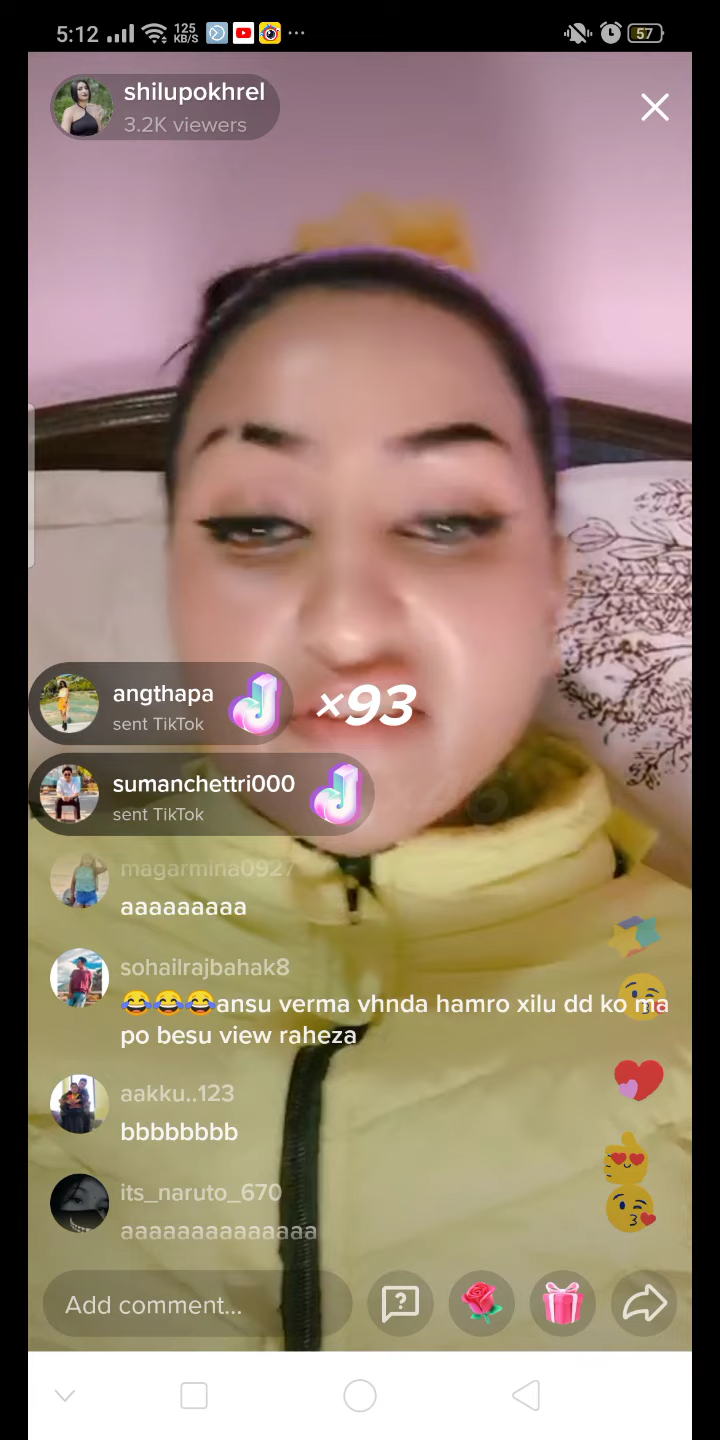 5:12
125
KB/S
57
shilupokhrel
3.2K viewers
angthapa
sent TikTok
×93
sumanchettri000
sent TikTok
magarmina0927
aaaaaaaaa
sohailrajbahak8
😂😂😂ansu verma vhnda hamro xilu dd ko ma
po besu view raheza
aakku..123
bbbbbbbb
its_naruto_670
aaaaaaaaaaaaaa
Add comment...